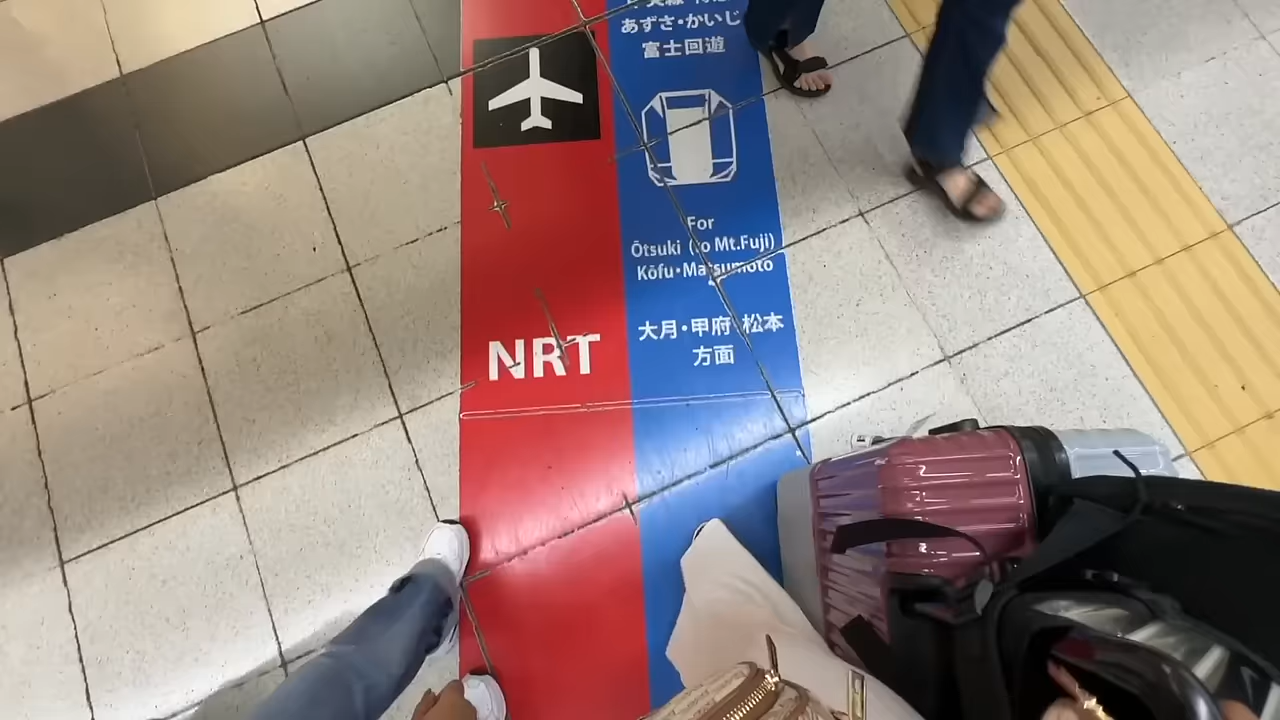 あずさ・かいじ
富士回遊
For
Ōtsuki (to Mt.Fuji)
Kōfu・Matsumoto
大月・甲府・松本
方面
NRT